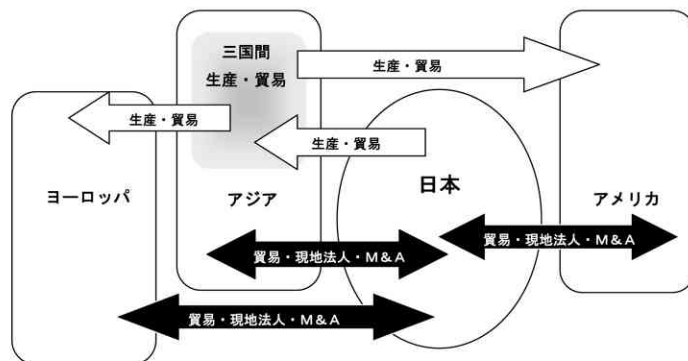 三国間
生産・貿易
生産・貿易
生産・貿易
生産・貿易
ヨーロッパ
アジア
日本
アメリカ
貿易・現地法人・M&A
貿易・現地法人・M&A
貿易・現地法人・M&A